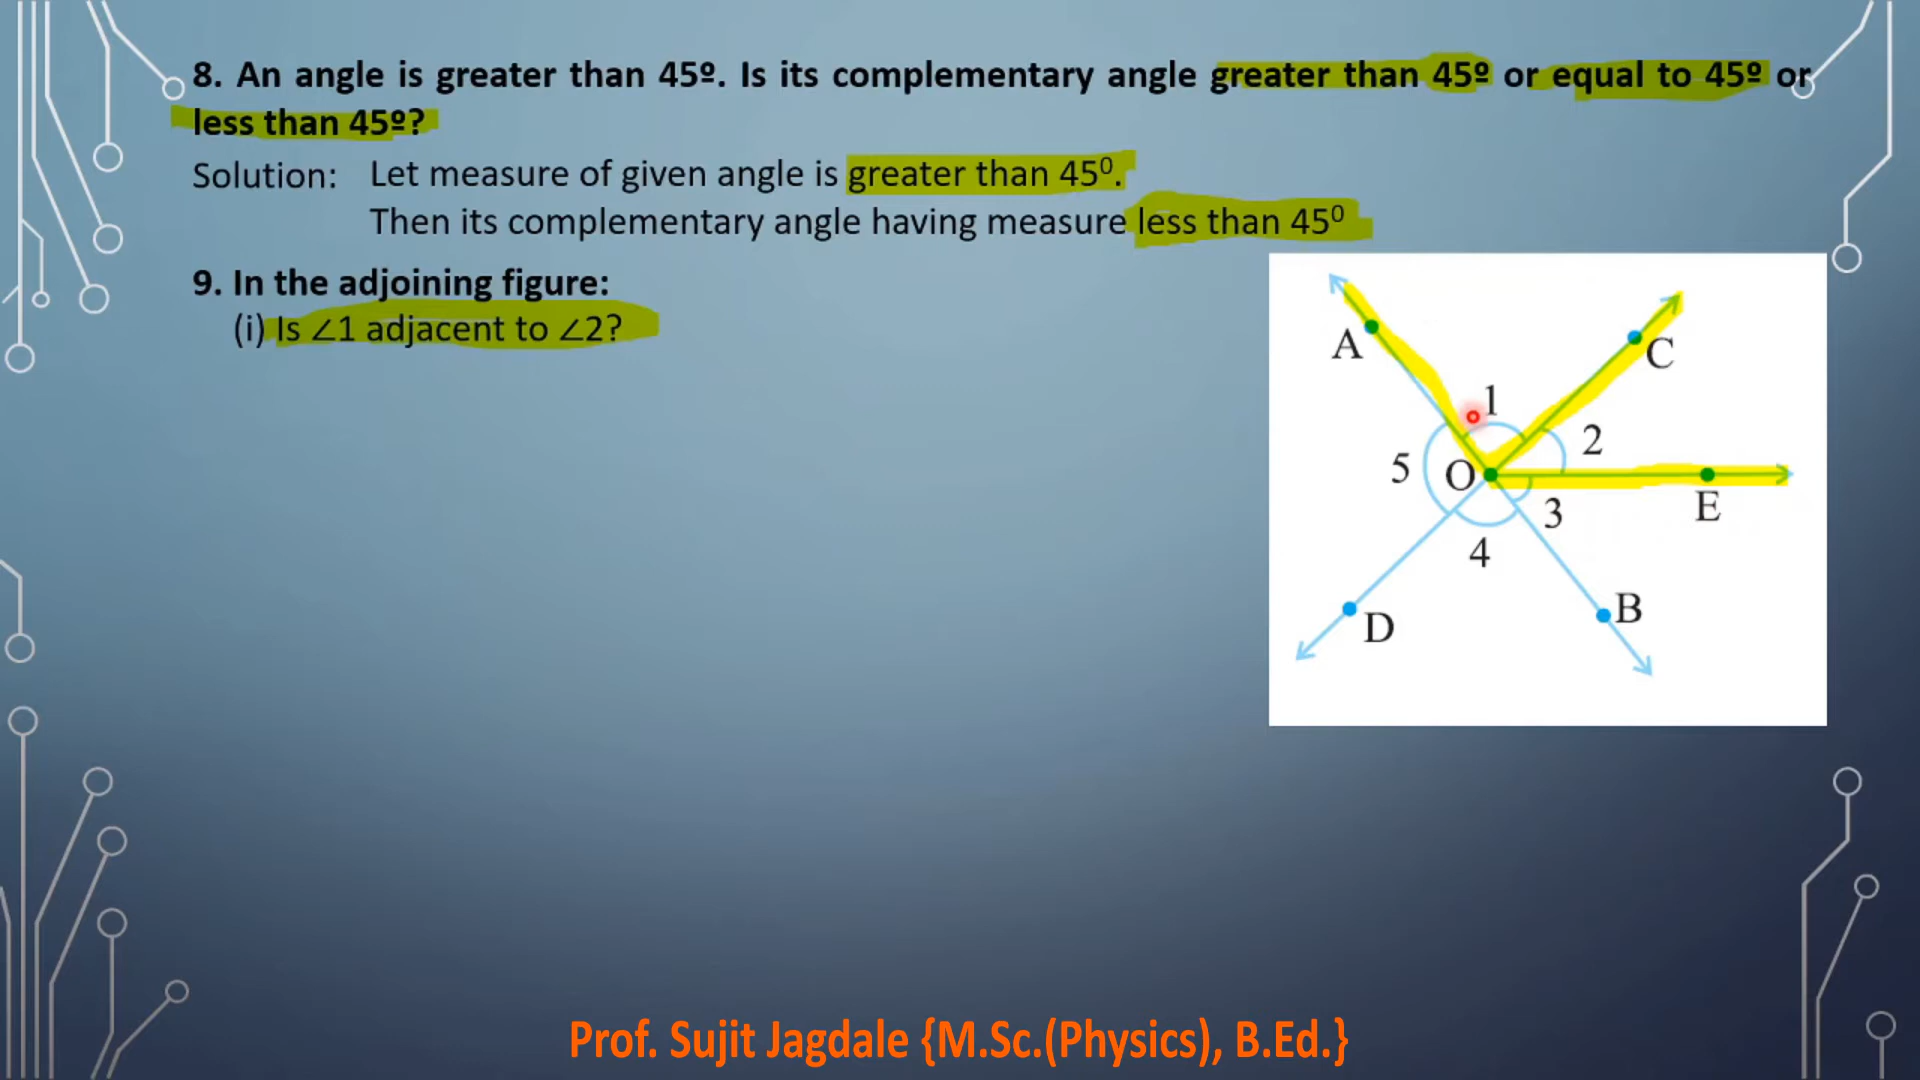 8. An angle is greater than 45º. Is its complementary angle greater than 45º or equal to 45º or
less than 45º?
Solution: Let measure of given angle is greater than 45⁰.
Then its complementary angle having measure less than 45⁰
9. In the adjoining figure:
(i) Is ∠1 adjacent to ∠2?
A
C
1
2
5
O
E
3
4
B
D
Prof. Sujit Jagdale {M.Sc.(Physics), B.Ed.}